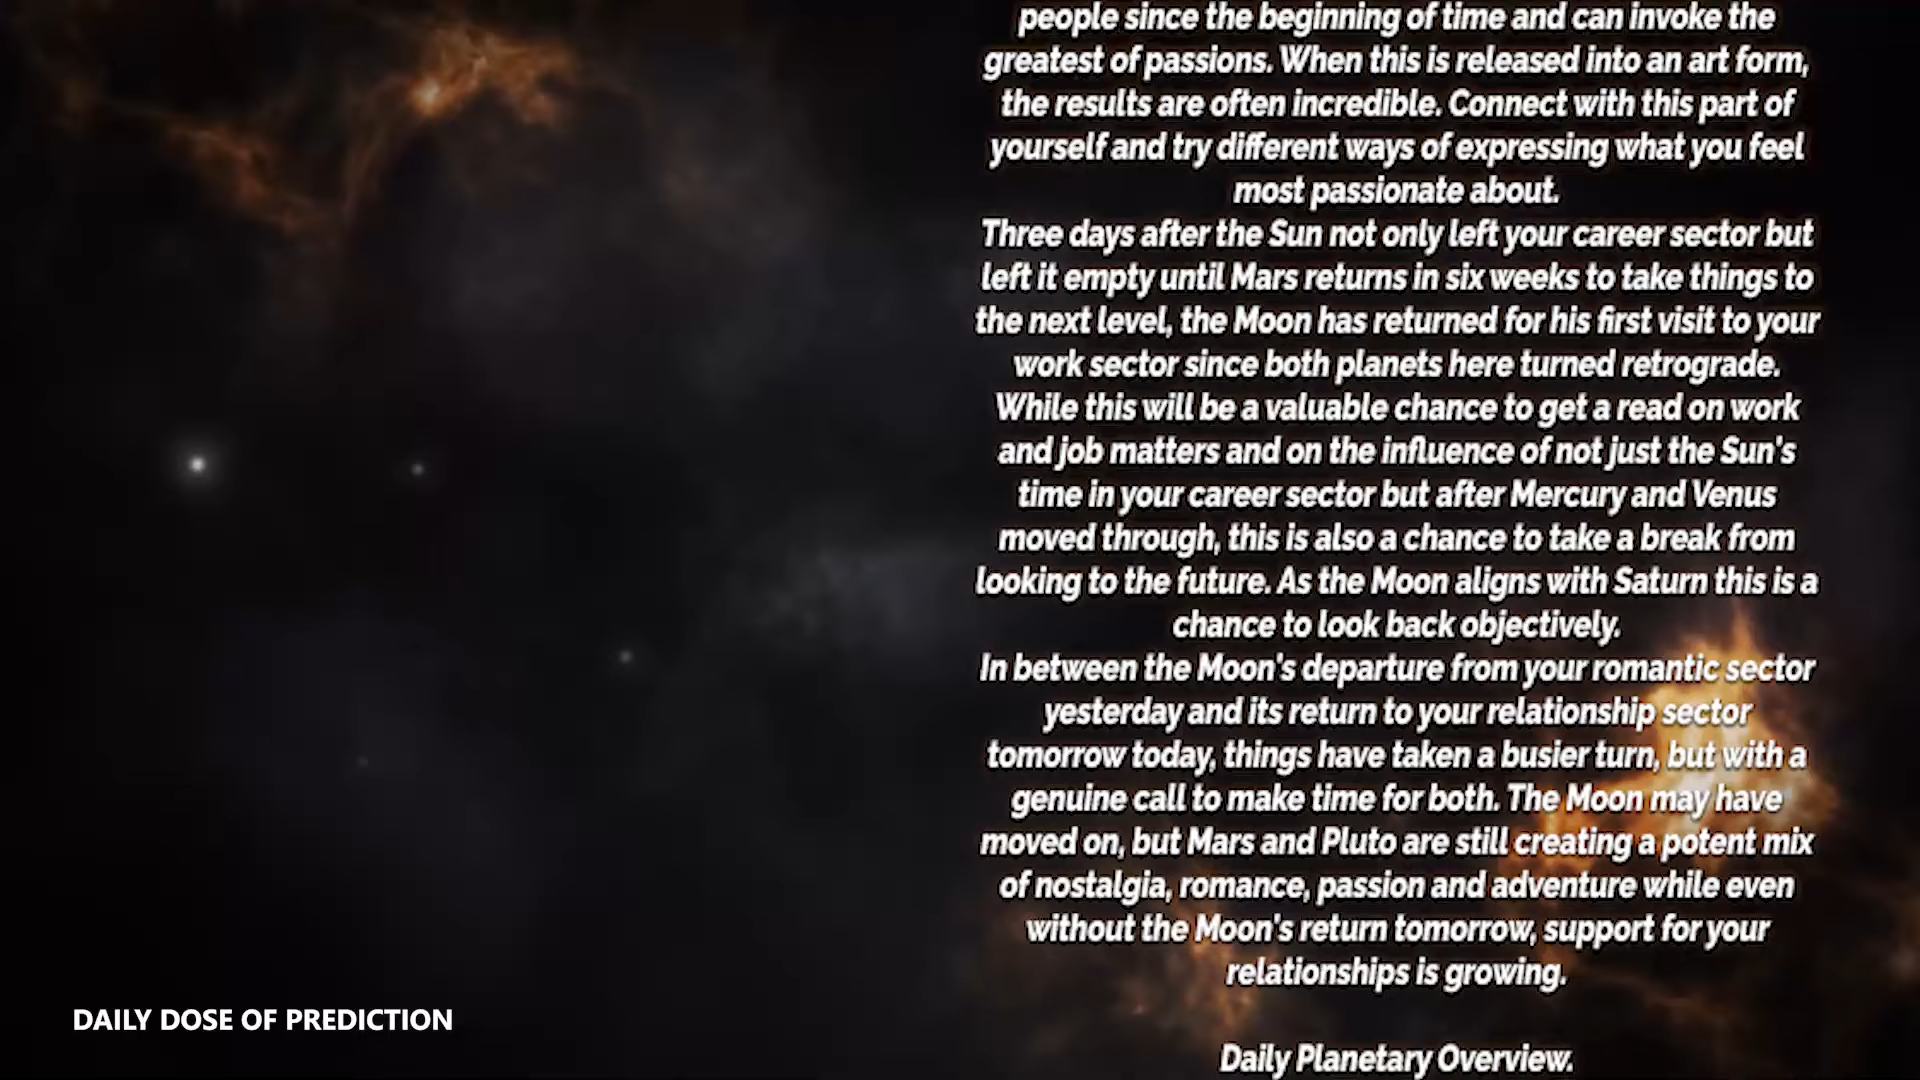 people since the beginning of time and can invoke the
greatest of passions. When this is released into an art form,
the results are often incredible. Connect with this part of
yourself and try different ways of expressing what you feel
most passionate about.
Three days after the Sun not only left your career sector but
left it empty until Mars returns in six weeks to take things to
the next level, the Moon has returned for his first visit to your
work sector since both planets here turned retrograde.
While this will be a valuable chance to get a read on work
and job matters and on the influence of not just the Sun's
time in your career sector but after Mercury and Venus
moved through, this is also a chance to take a break from
looking to the future. As the Moon aligns with Saturn this is a
chance to look back objectively.
In between the Moon's departure from your romantic sector
yesterday and its return to your relationship sector
tomorrow today, things have taken a busier turn, but with a
genuine call to make time for both. The Moon may have
moved on, but Mars and Pluto are still creating a potent mix
of nostalgia, romance, passion and adventure while even
without the Moon's return tomorrow, support for your
relationships is growing.
Daily Planetary Overview.
DAILY DOSE OF PREDICTION